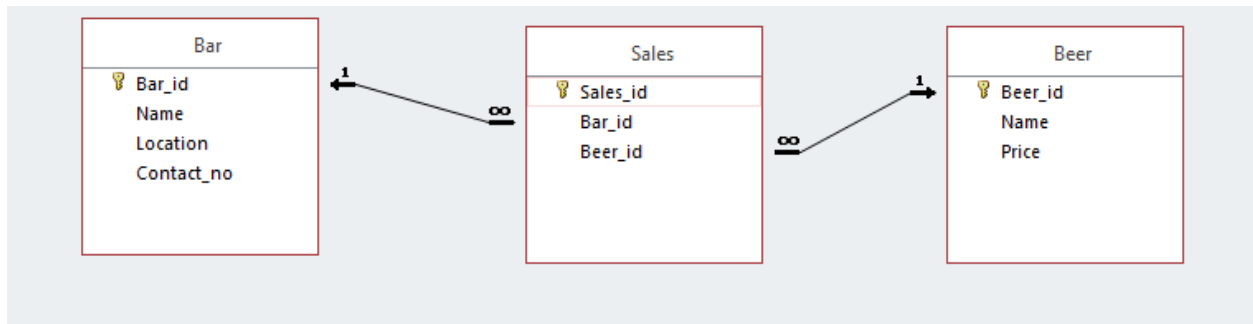 Bar
Bar_id
Name
Location
Contact_no
1
∞
Sales
Sales_id
Bar_id
Beer_id
∞
1
Beer
Beer_id
Name
Price